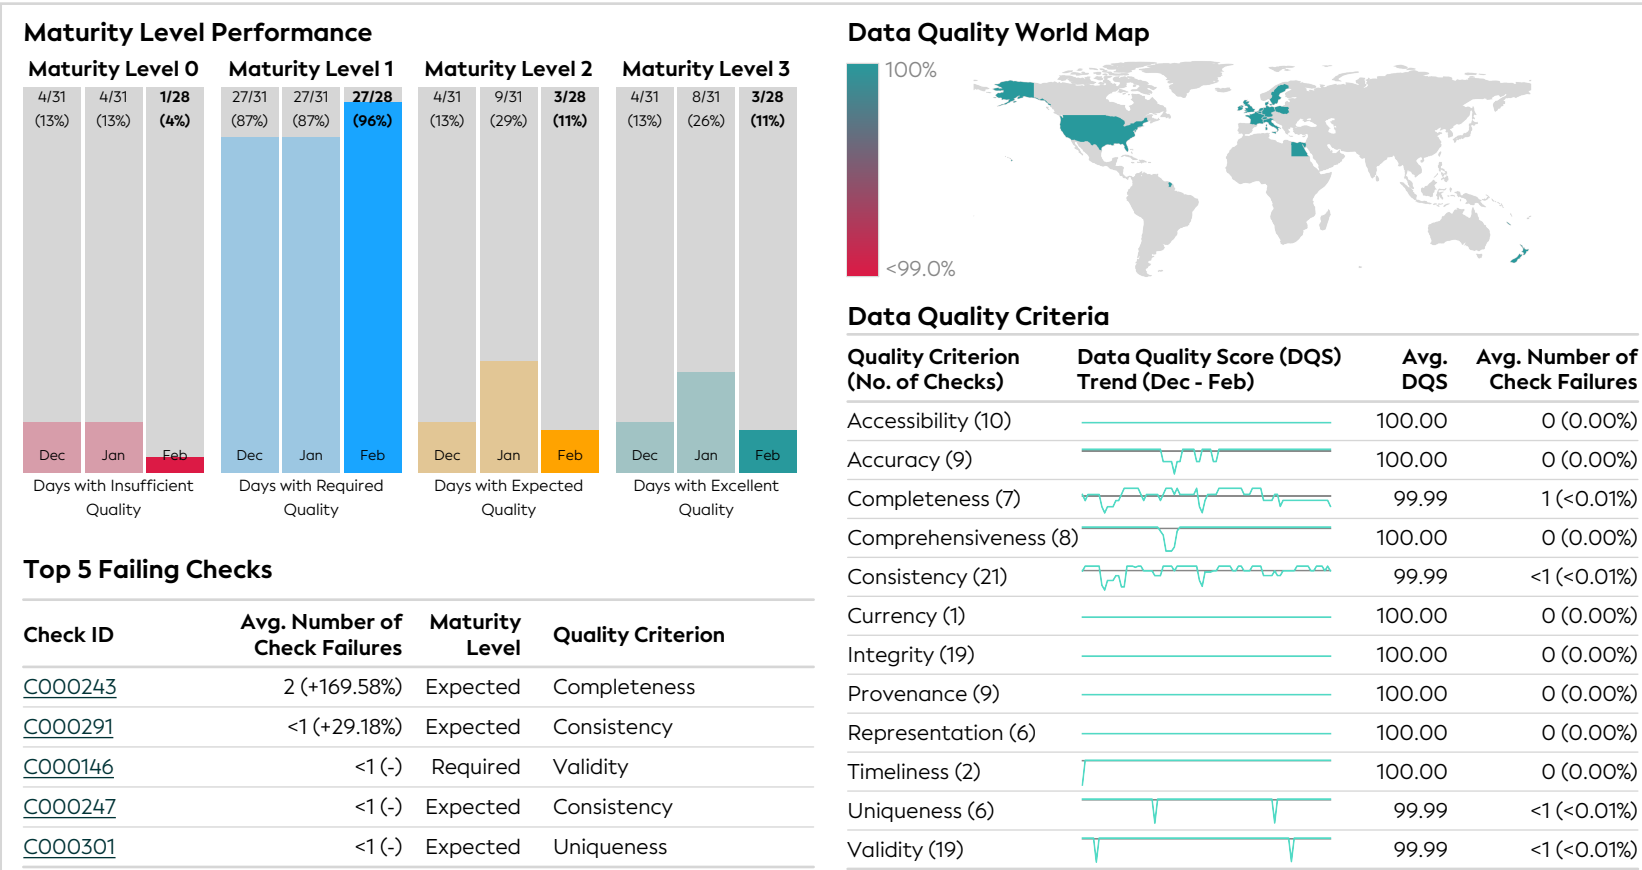 Maturity Level Performance
Maturity Level 0
4/31 4/31 1/28
(13%) (13%) (4%)
Dec Jan Feb
Days with Insufficient
Quality
Maturity Level 1
27/31 27/31 27/28
(87%) (87%) (96%)
Dec Jan Feb
Days with Required
Quality
Maturity Level 2
4/31 9/31 3/28
(13%) (29%) (11%)
Dec Jan Feb
Days with Expected
Quality
Maturity Level 3
4/31 8/31 3/28
(13%) (26%) (11%)
Dec Jan Feb
Days with Excellent
Quality
Top 5 Failing Checks
Check ID Avg. Number of Check Failures Maturity Level Quality Criterion
C000243 2 (+169.58%) Expected Completeness
C000291 <1 (+29.18%) Expected Consistency
C000146 <1 (-) Required Validity
C000247 <1 (-) Expected Consistency
C000301 <1 (-) Expected Uniqueness
Data Quality World Map
100%
<99.0%
Data Quality Criteria
Quality Criterion Data Quality Score (DQS) Avg. Avg. Number of
(No. of Checks) Trend (Dec - Feb) DQS Check Failures
Accessibility (10) 100.00 0 (0.00%)
Accuracy (9) 100.00 0 (0.00%)
Completeness (7) 99.99 1 (<0.01%)
Comprehensiveness (8) 100.00 0 (0.00%)
Consistency (21) 99.99 <1 (<0.01%)
Currency (1) 100.00 0 (0.00%)
Integrity (19) 100.00 0 (0.00%)
Provenance (9) 100.00 0 (0.00%)
Representation (6) 100.00 0 (0.00%)
Timeliness (2) 100.00 0 (0.00%)
Uniqueness (6) 99.99 <1 (<0.01%)
Validity (19) 99.99 <1 (<0.01%)